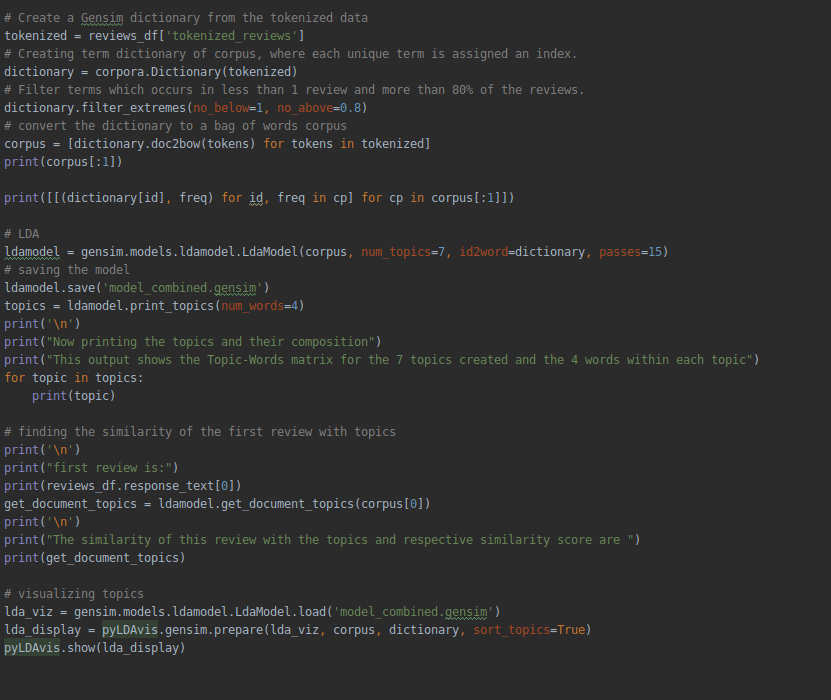 # Create a Gensim dictionary from the tokenized data
tokenized = reviews_df['tokenized_reviews']
# Creating term dictionary of corpus, where each unique term is assigned an index.
dictionary = corpora.Dictionary(tokenized)
# Filter terms which occurs in less than 1 review and more than 80% of the reviews.
dictionary.filter_extremes(no_below=1, no_above=0.8)
# convert the dictionary to a bag of words corpus
corpus = [dictionary.doc2bow(tokens) for tokens in tokenized]
print(corpus[:1])

print([[(dictionary[id], freq) for id, freq in cp] for cp in corpus[:1]])

# LDA
ldamodel = gensim.models.ldamodel.LdaModel(corpus, num_topics=7, id2word=dictionary, passes=15)
# saving the model
ldamodel.save('model_combined.gensim')
topics = ldamodel.print_topics(num_words=4)
print('\n')
print("Now printing the topics and their composition")
print("This output shows the Topic-Words matrix for the 7 topics created and the 4 words within each topic")
for topic in topics:
    print(topic)

# finding the similarity of the first review with topics
print('\n')
print("first review is:")
print(reviews_df.response_text[0])
get_document_topics = ldamodel.get_document_topics(corpus[0])
print('\n')
print("The similarity of this review with the topics and respective similarity score are ")
print(get_document_topics)

# visualizing topics
lda_viz = gensim.models.ldamodel.LdaModel.load('model_combined.gensim')
lda_display = pyLDAvis.gensim.prepare(lda_viz, corpus, dictionary, sort_topics=True)
pyLDAvis.show(lda_display)